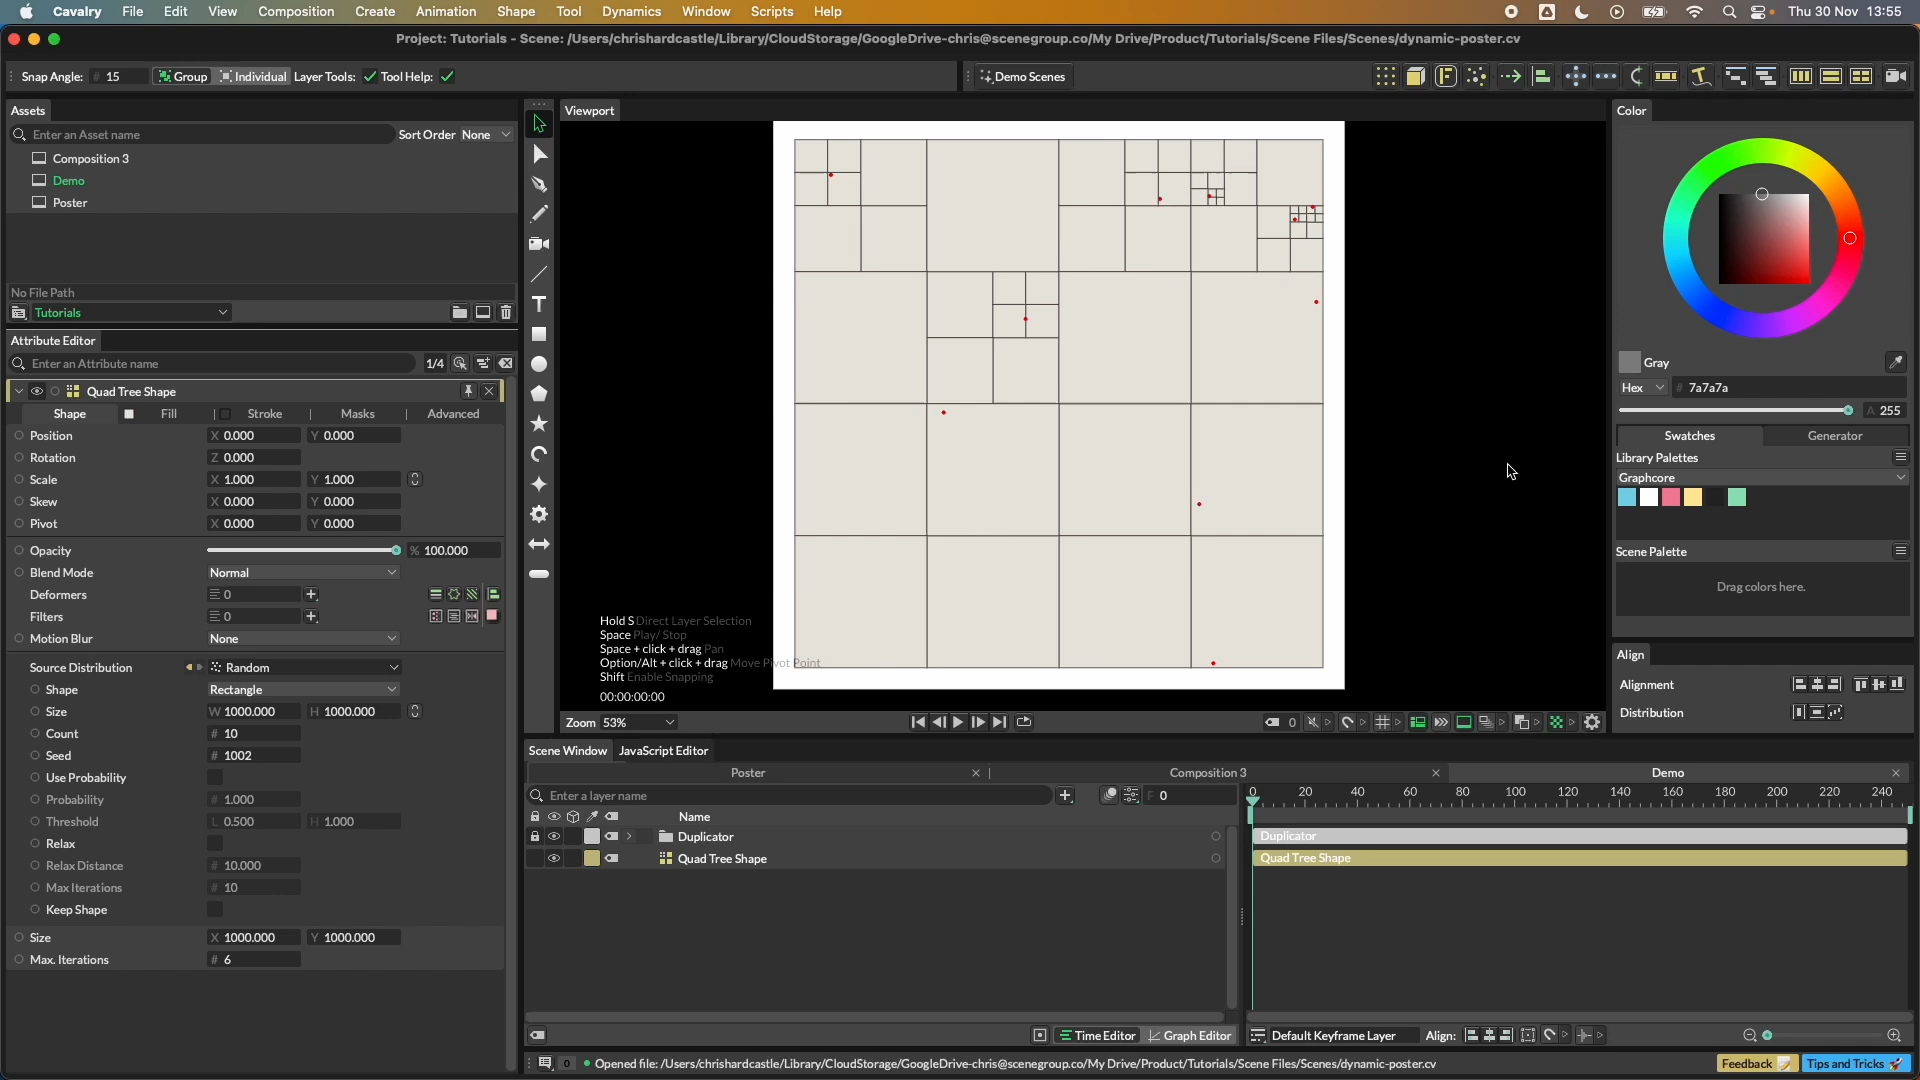 Cavalry File Edit View Composition Create Animation Shape Tool Dynamics Window Scripts Help Thu 30 Nov 13:55
Project: Tutorials - Scene: /Users/chrishardcastle/Library/CloudStorage/GoogleDrive-chris@scenegroup.co/My Drive/Product/Tutorials/Scene Files/Scenes/dynamic-poster.cv
Snap Angle: # 15 Group Individual Layer Tools: Tool Help: Demo Scenes
Assets
Enter an Asset name Sort Order None
Composition 3
Demo
Poster
No File Path
Tutorials
Attribute Editor
Enter an Attribute name 1/4
Quad Tree Shape
Shape Fill Stroke Masks Advanced
Position X 0.000 Y 0.000
Rotation Z 0.000
Scale X 1.000 Y 1.000
Skew X 0.000 Y 0.000
Pivot X 0.000 Y 0.000
Opacity % 100.000
Blend Mode Normal
Deformers 0
Filters 0
Motion Blur None
Source Distribution Random
Shape Rectangle
Size W 1000.000 H 1000.000
Count # 10
Seed # 1002
Use Probability
Probability # 1.000
Threshold L 0.500 H 1.000
Relax
Relax Distance # 10.000
Max Iterations # 10
Keep Shape
Size X 1000.000 Y 1000.000
Max. Iterations # 6
Viewport
Hold S Direct Layer Selection
Space Play/ Stop
Space + click + drag Pan
Option/Alt + click + drag Move Pivot Point
Shift Enable Snapping
00:00:00:00
Zoom 53% 0
Color
Gray
Hex # 7a7a7a
A 255
Swatches Generator
Library Palettes
Graphcore
Scene Palette
Drag colors here.
Align
Alignment
Distribution
Scene Window JavaScript Editor
Poster Composition 3 Demo
Enter a layer name F 0
0 20 40 60 80 100 120 140 160 180 200 220 240
Name
Duplicator
Quad Tree Shape
Duplicator
Quad Tree Shape
Time Editor Graph Editor Default Keyframe Layer Align:
0 Opened file: /Users/chrishardcastle/Library/CloudStorage/GoogleDrive-chris@scenegroup.co/My Drive/Product/Tutorials/Scene Files/Scenes/dynamic-poster.cv
Feedback Tips and Tricks